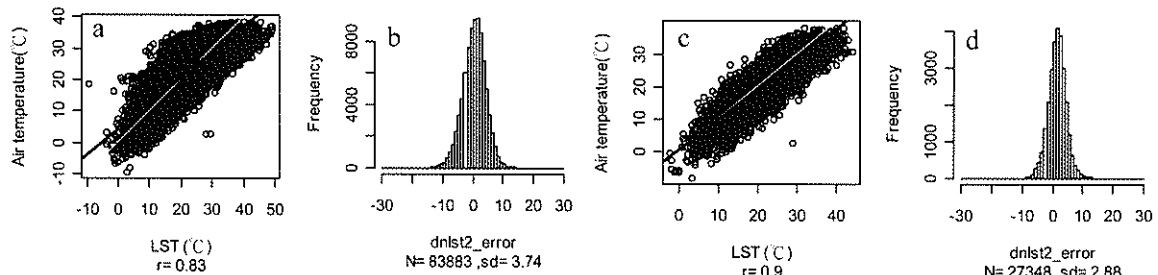 a
Air temperature(℃)
-10 0 10 20 30 40
-10 0 10 20 30 40 50
LST (℃)
r= 0.83
b
Frequency
0 4000 8000
-30 -10 0 10 20 30
dnlst2_error
N= 83883 ,sd= 3.74
c
Air temperature(℃)
0 10 20 30
0 10 20 30 40
LST (℃)
r= 0.9
d
Frequency
0 1000 3000
-30 -10 0 10 20 30
dnlst2_error
N= 27348 ,sd= 2.88